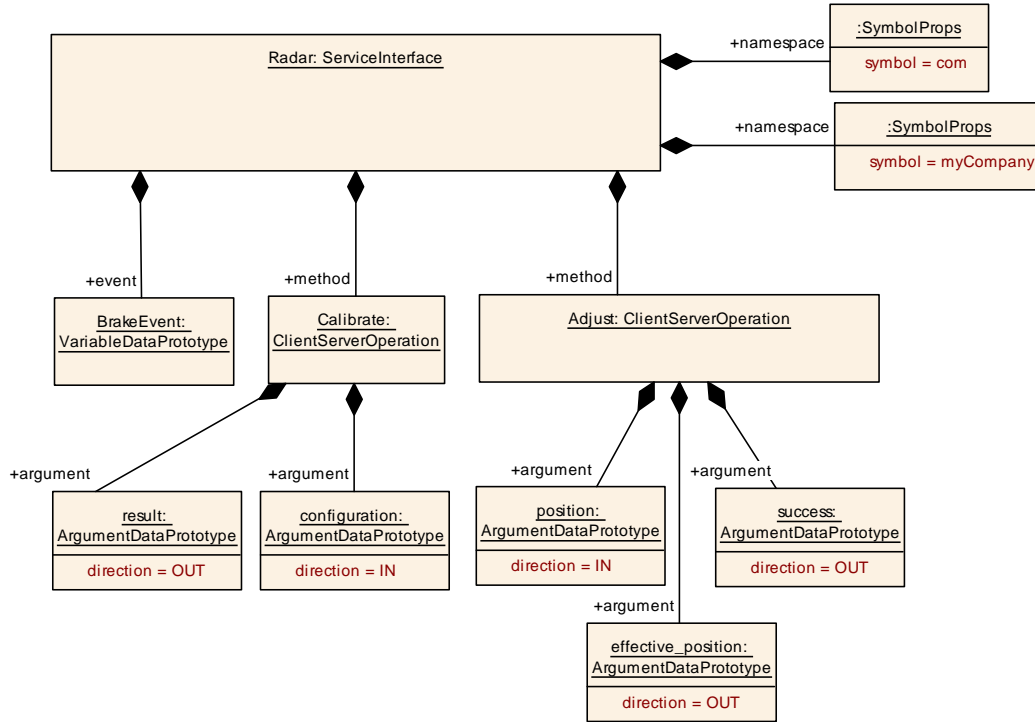 :SymbolProps
+namespace
symbol = com
Radar: ServiceInterface
+namespace
:SymbolProps
symbol = myCompany
+event
+method
+method
BrakeEvent:
VariableDataPrototype
Calibrate:
ClientServerOperation
Adjust: ClientServerOperation
+argument
+argument
+argument
+argument
result:
ArgumentDataPrototype
direction = OUT
configuration:
ArgumentDataPrototype
direction = IN
position:
ArgumentDataPrototype
direction = IN
success:
ArgumentDataPrototype
direction = OUT
+argument
effective_position:
ArgumentDataPrototype
direction = OUT